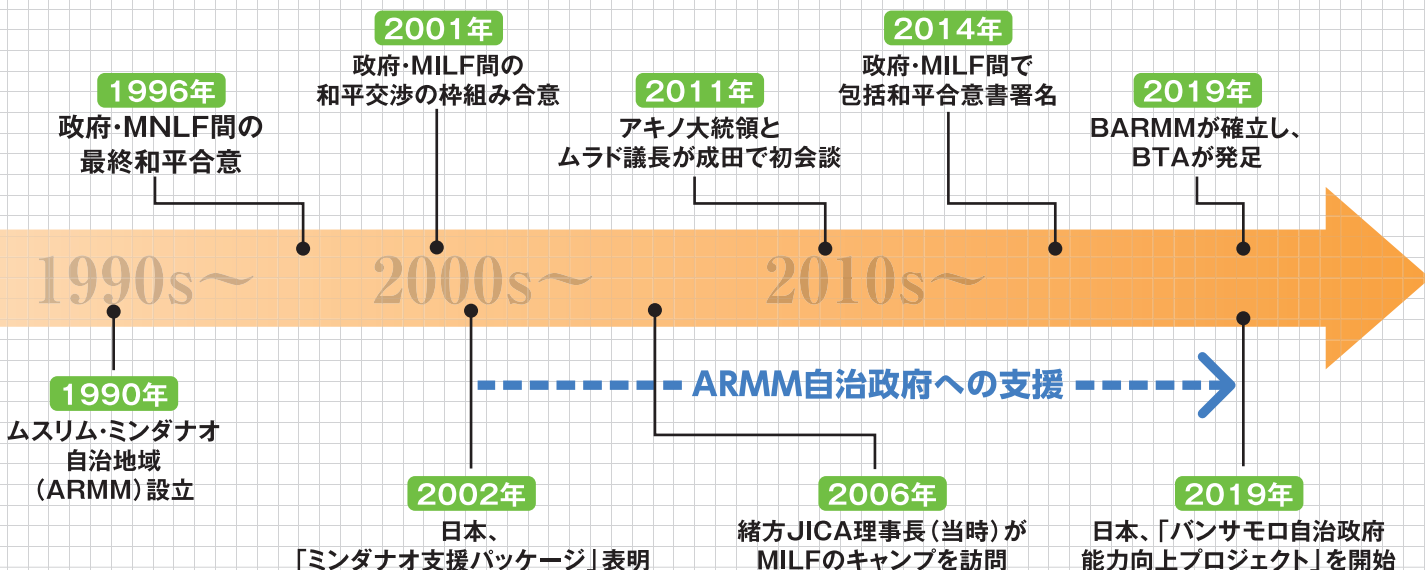 2001年
政府・MILF間の
和平交渉の枠組み合意
2014年
政府・MILF間で
包括和平合意書署名
1996年
政府・MNLF間の
最終和平合意
2011年
アキノ大統領と
ムラド議長が成田で初会談
2019年
BARMMが確立し、
BTAが発足
1990s～
2000s～
2010s～
ARMM自治政府への支援
1990年
ムスリム・ミンダナオ
自治地域
（ARMM）設立
2002年
日本、
「ミンダナオ支援パッケージ」表明
2006年
緒方JICA理事長（当時）が
MILFのキャンプを訪問
2019年
日本、「バンサモロ自治政府
能力向上プロジェクト」を開始